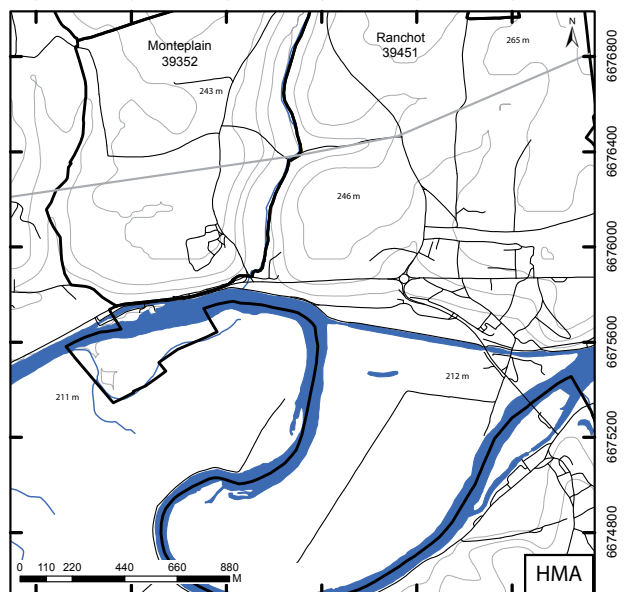 N
Monteplain
39352
Ranchot
39451
265 m
243 m
246 m
211 m
212 m
6676800
6676400
6676000
6675600
6675200
6674800
0 110 220 440 660 880
M
HMA